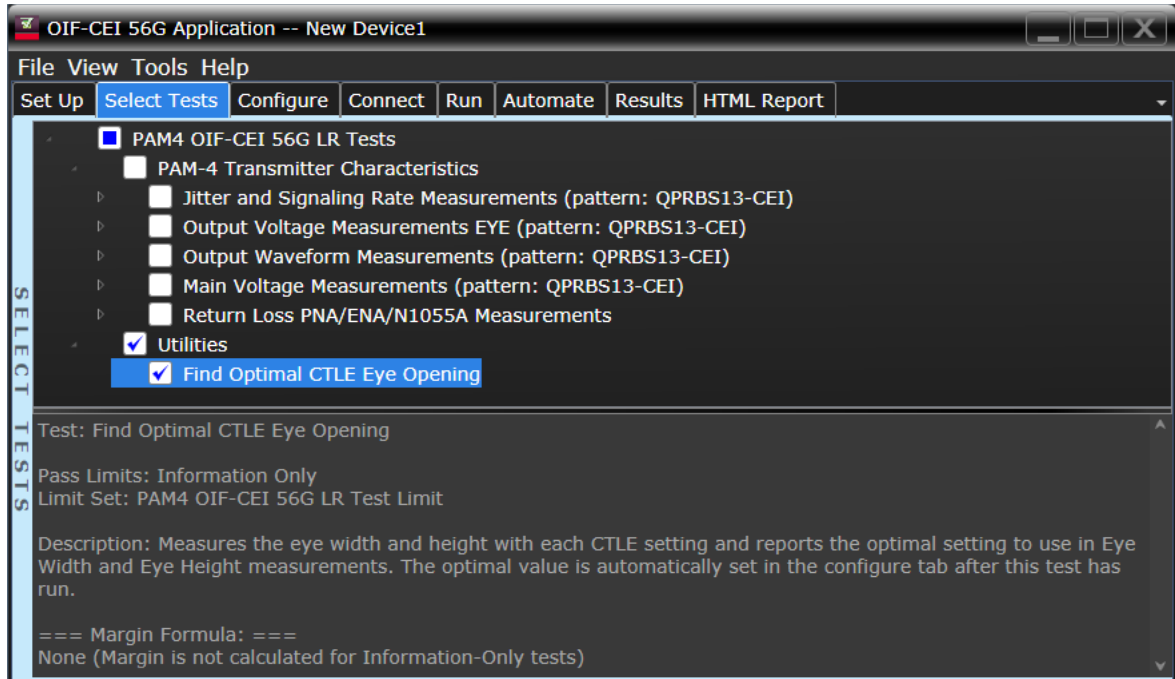 OIF-CEI 56G Application -- New Device1
File View Tools Help
Set Up Select Tests Configure Connect Run Automate Results HTML Report
SELECT TESTS
PAM4 OIF-CEI 56G LR Tests
PAM-4 Transmitter Characteristics
Jitter and Signaling Rate Measurements (pattern: QPRBS13-CEI)
Output Voltage Measurements EYE (pattern: QPRBS13-CEI)
Output Waveform Measurements (pattern: QPRBS13-CEI)
Main Voltage Measurements (pattern: QPRBS13-CEI)
Return Loss PNA/ENA/N1055A Measurements
Utilities
Find Optimal CTLE Eye Opening
Test: Find Optimal CTLE Eye Opening
Pass Limits: Information Only
Limit Set: PAM4 OIF-CEI 56G LR Test Limit
Description: Measures the eye width and height with each CTLE setting and reports the optimal setting to use in Eye
Width and Eye Height measurements. The optimal value is automatically set in the configure tab after this test has
run.
=== Margin Formula: ===
None (Margin is not calculated for Information-Only tests)